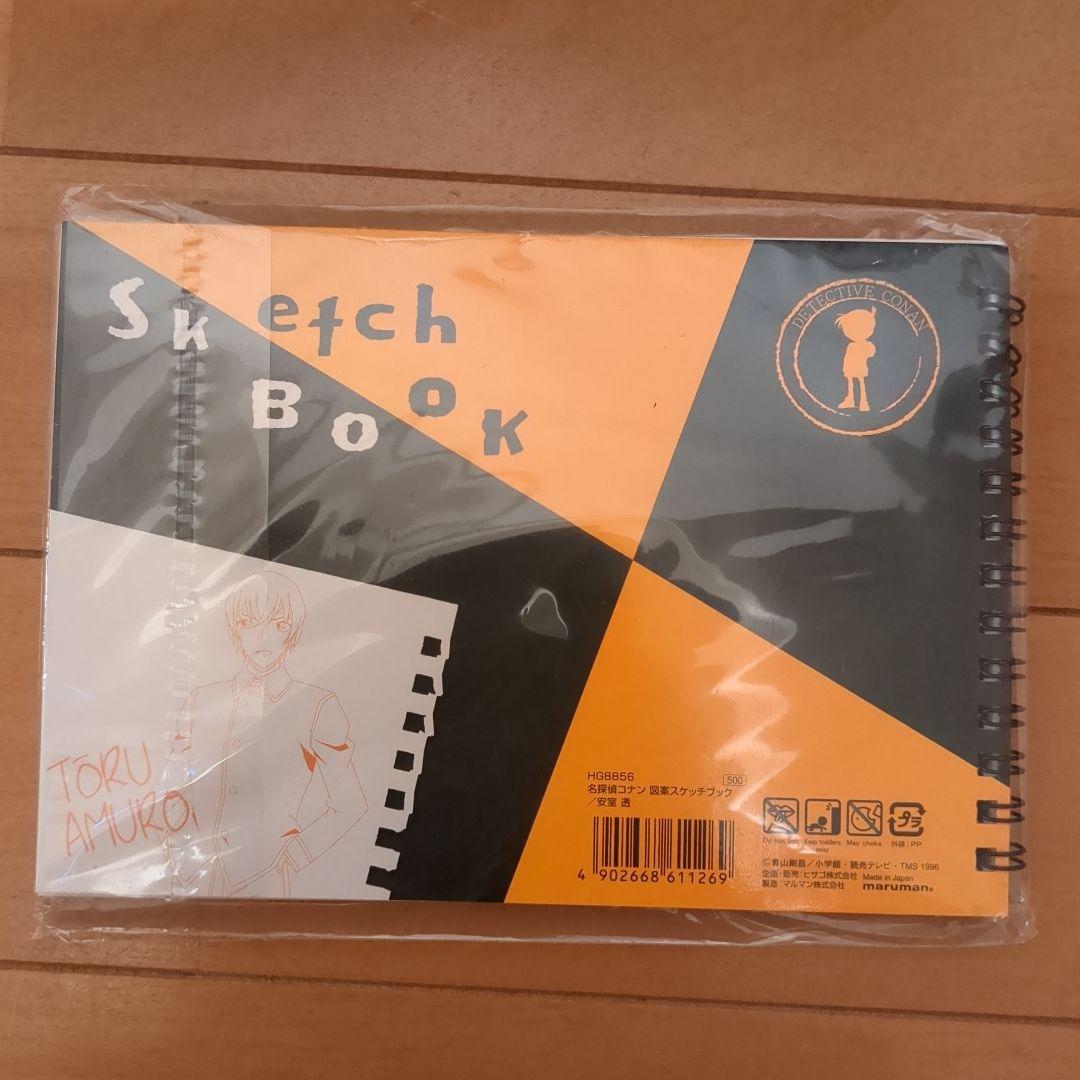 Sketch
BOOK
DETECTIVE CONAN
TŌRU
AMURO
HG8856
500
名探偵コナン 図案スケッチブック
／安室 透
4 902668 611269
Do not bite
Keep toddlers away
May choke
プラ
外袋：PP
©青山剛昌／小学館・読売テレビ・TMS 1996
企画・販売：ヒサゴ株式会社 Made in Japan
製造：マルマン株式会社 maruman®